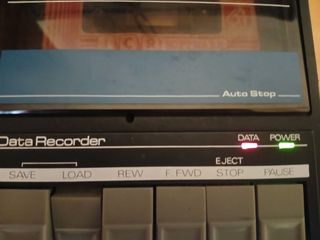 Auto Stop
Data Recorder
DATA POWER
EJECT
SAVE LOAD REW F.FWD STOP PAUSE